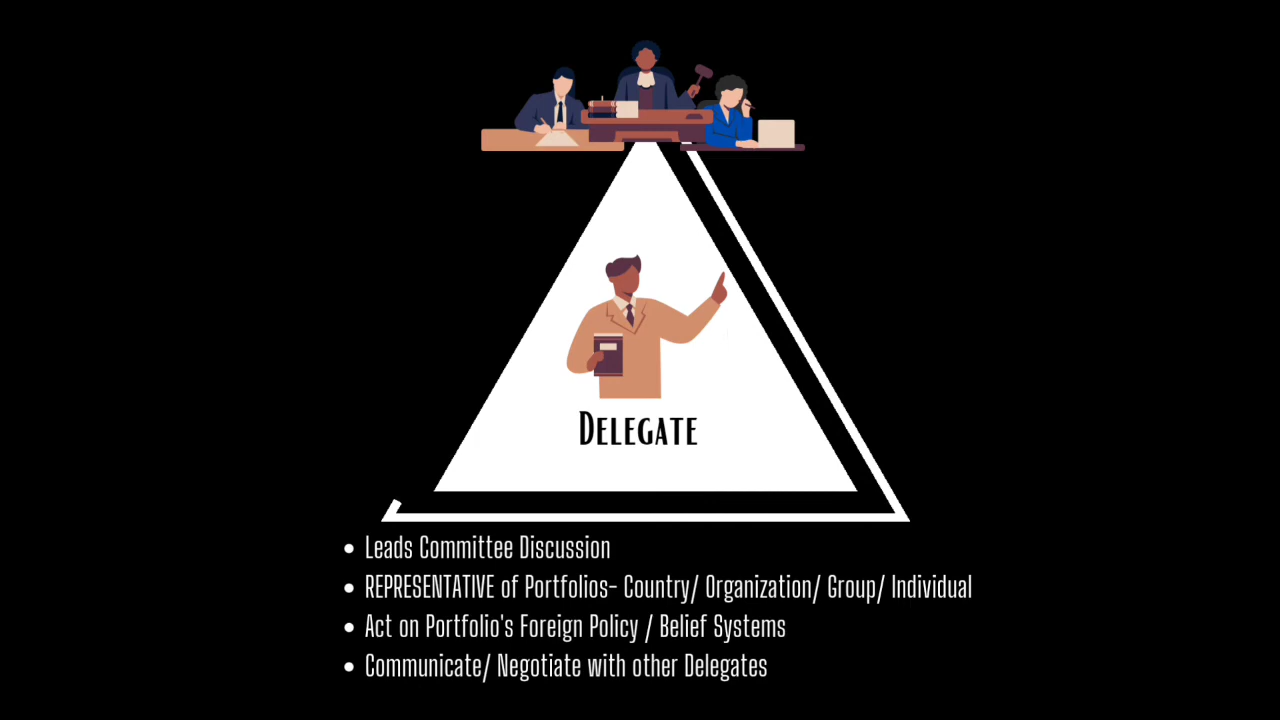 DELEGATE
Leads Committee Discussion
REPRESENTATIVE of Portfolios- Country/ Organization/ Group/ Individual
Act on Portfolio's Foreign Policy / Belief Systems
Communicate/ Negotiate with other Delegates